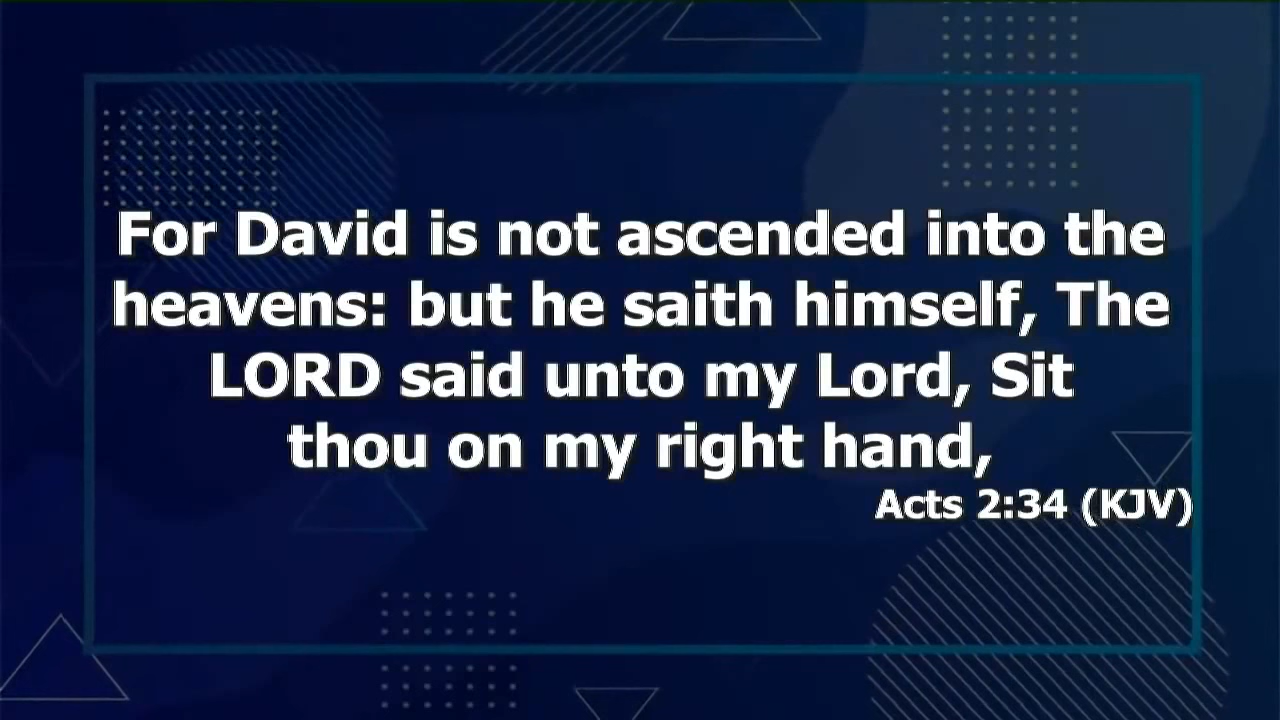 For David is not ascended into the
heavens: but he saith himself, The
LORD said unto my Lord, Sit
thou on my right hand,
Acts 2:34 (KJV)